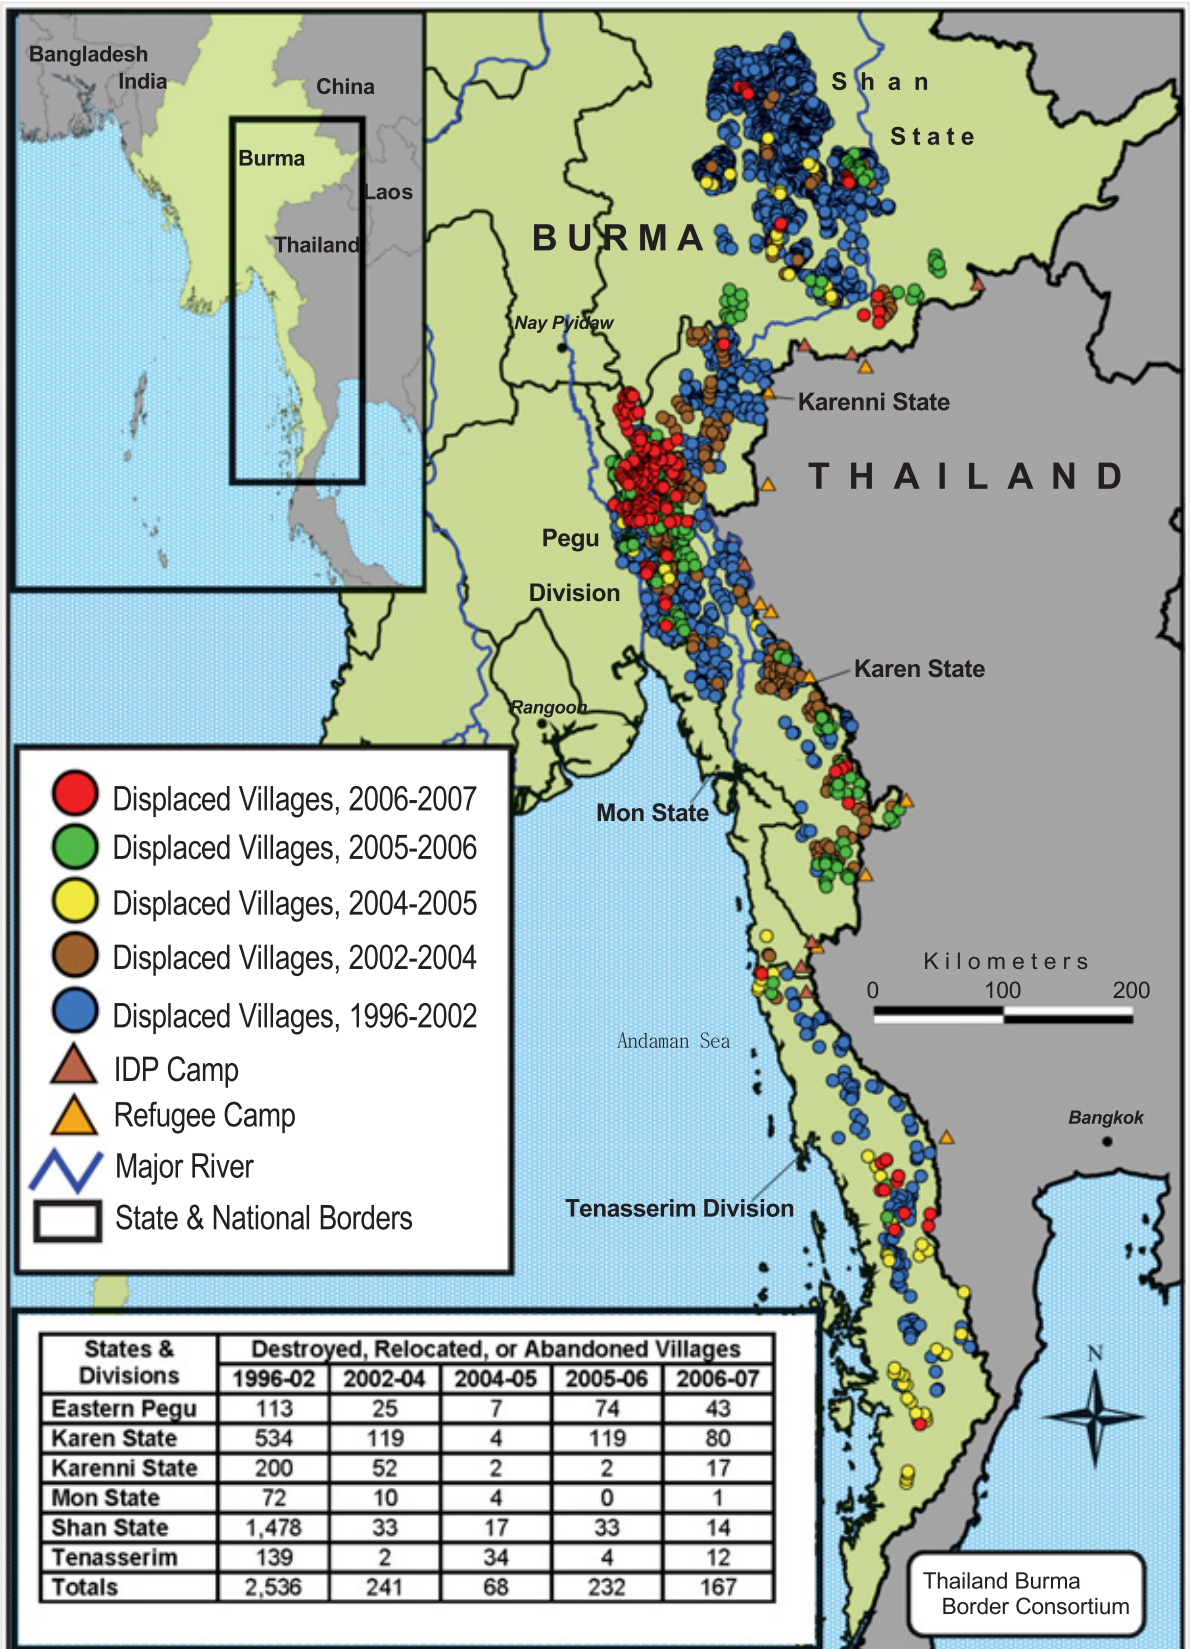 Bangladesh
India
China
Burma
Laos
Thailand
Shan
State
BURMA
Nay Pyidaw
Karenni State
THAILAND
Pegu
Division
Karen State
Rangoon
Mon State
Displaced Villages, 2006-2007
Displaced Villages, 2005-2006
Displaced Villages, 2004-2005
Displaced Villages, 2002-2004
Displaced Villages, 1996-2002
IDP Camp
Refugee Camp
Major River
State & National Borders
Kilometers
0 100 200
Andaman Sea
Bangkok
Tenasserim Division
N
States & Divisions Destroyed, Relocated, or Abandoned Villages
1996-02 2002-04 2004-05 2005-06 2006-07
Eastern Pegu 113 25 7 74 43
Karen State 534 119 4 119 80
Karenni State 200 52 2 2 17
Mon State 72 10 4 0 1
Shan State 1,478 33 17 33 14
Tenasserim 139 2 34 4 12
Totals 2,536 241 68 232 167
Thailand Burma
Border Consortium